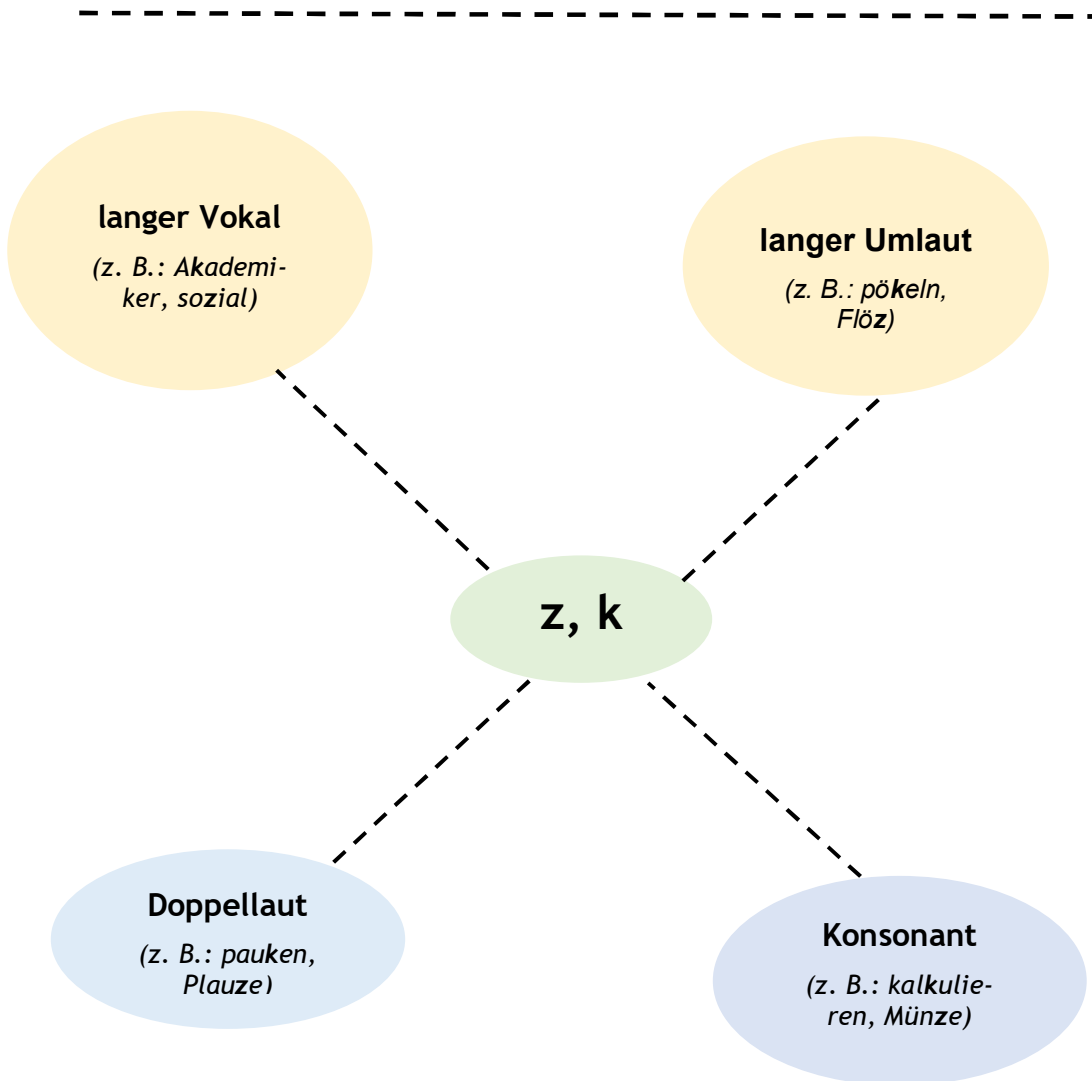 langer Vokal
(z. B.: Akademi-
ker, sozial)
langer Umlaut
(z. B.: pökeln,
Flöz)
z, k
Doppellaut
(z. B.: pauken,
Plauze)
Konsonant
(z. B.: kalkulie-
ren, Münze)